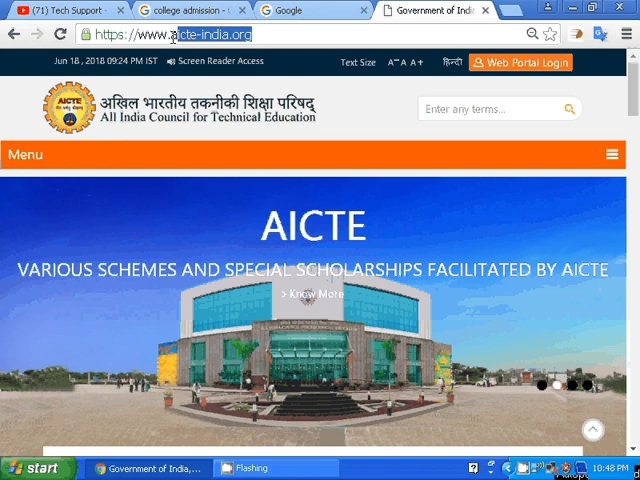 (71) Tech Support -
college admission - G
Google
Government of India
https://www.aicte-india.org
Jun 18, 2018 09:24 PM IST
Screen Reader Access
Text Size
A- A A+
हिन्दी
Web Portal Login
AICTE
अखिल भारतीय तकनीकी शिक्षा परिषद्
All India Council for Technical Education
Enter any terms...
Menu
AICTE
VARIOUS SCHEMES AND SPECIAL SCHOLARSHIPS FACILITATED BY AICTE
> Know More
start
Government of India,...
Flashing
10:48 PM